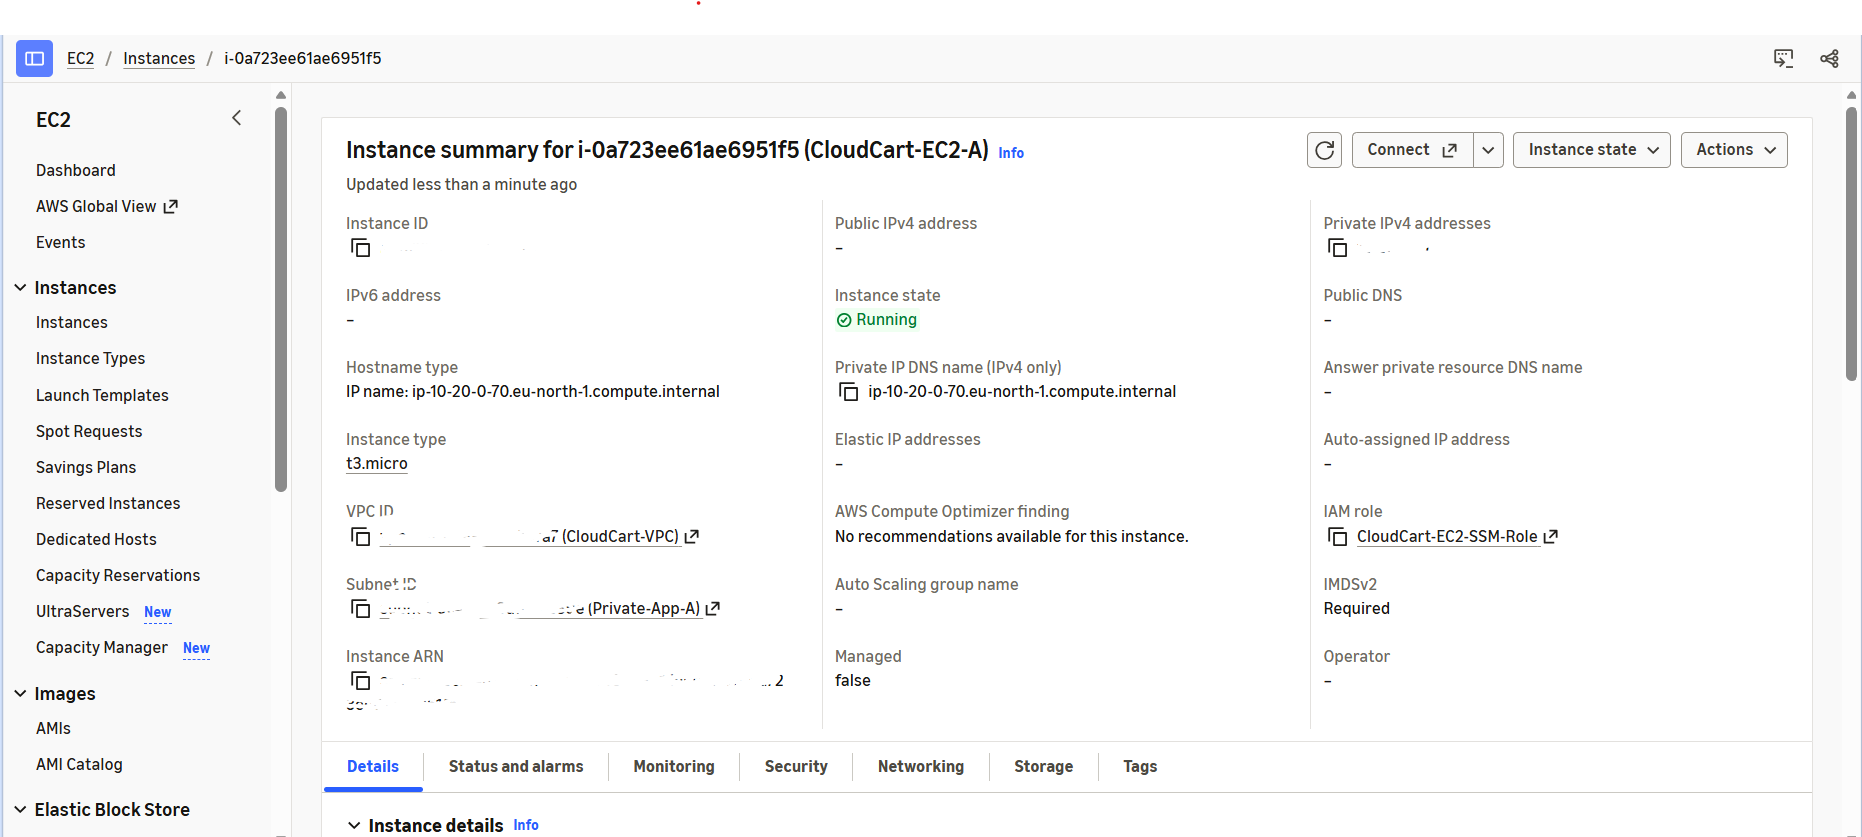 EC2 / Instances / i-0a723ee61ae6951f5
EC2
Dashboard
AWS Global View
Events
Instances
Instances
Instance Types
Launch Templates
Spot Requests
Savings Plans
Reserved Instances
Dedicated Hosts
Capacity Reservations
UltraServers New
Capacity Manager New
Images
AMIs
AMI Catalog
Elastic Block Store
Instance summary for i-0a723ee61ae6951f5 (CloudCart-EC2-A) Info
Connect
Instance state
Actions
Updated less than a minute ago
Instance ID
Public IPv4 address
–
Private IPv4 addresses
IPv6 address
–
Instance state
Running
Public DNS
–
Hostname type
IP name: ip-10-20-0-70.eu-north-1.compute.internal
Private IP DNS name (IPv4 only)
ip-10-20-0-70.eu-north-1.compute.internal
Answer private resource DNS name
–
Instance type
t3.micro
Elastic IP addresses
–
Auto-assigned IP address
–
VPC ID
(CloudCart-VPC)
AWS Compute Optimizer finding
No recommendations available for this instance.
IAM role
CloudCart-EC2-SSM-Role
Subnet ID
(Private-App-A)
Auto Scaling group name
–
IMDSv2
Required
Instance ARN
Managed
false
Operator
–
Details
Status and alarms
Monitoring
Security
Networking
Storage
Tags
Instance details Info